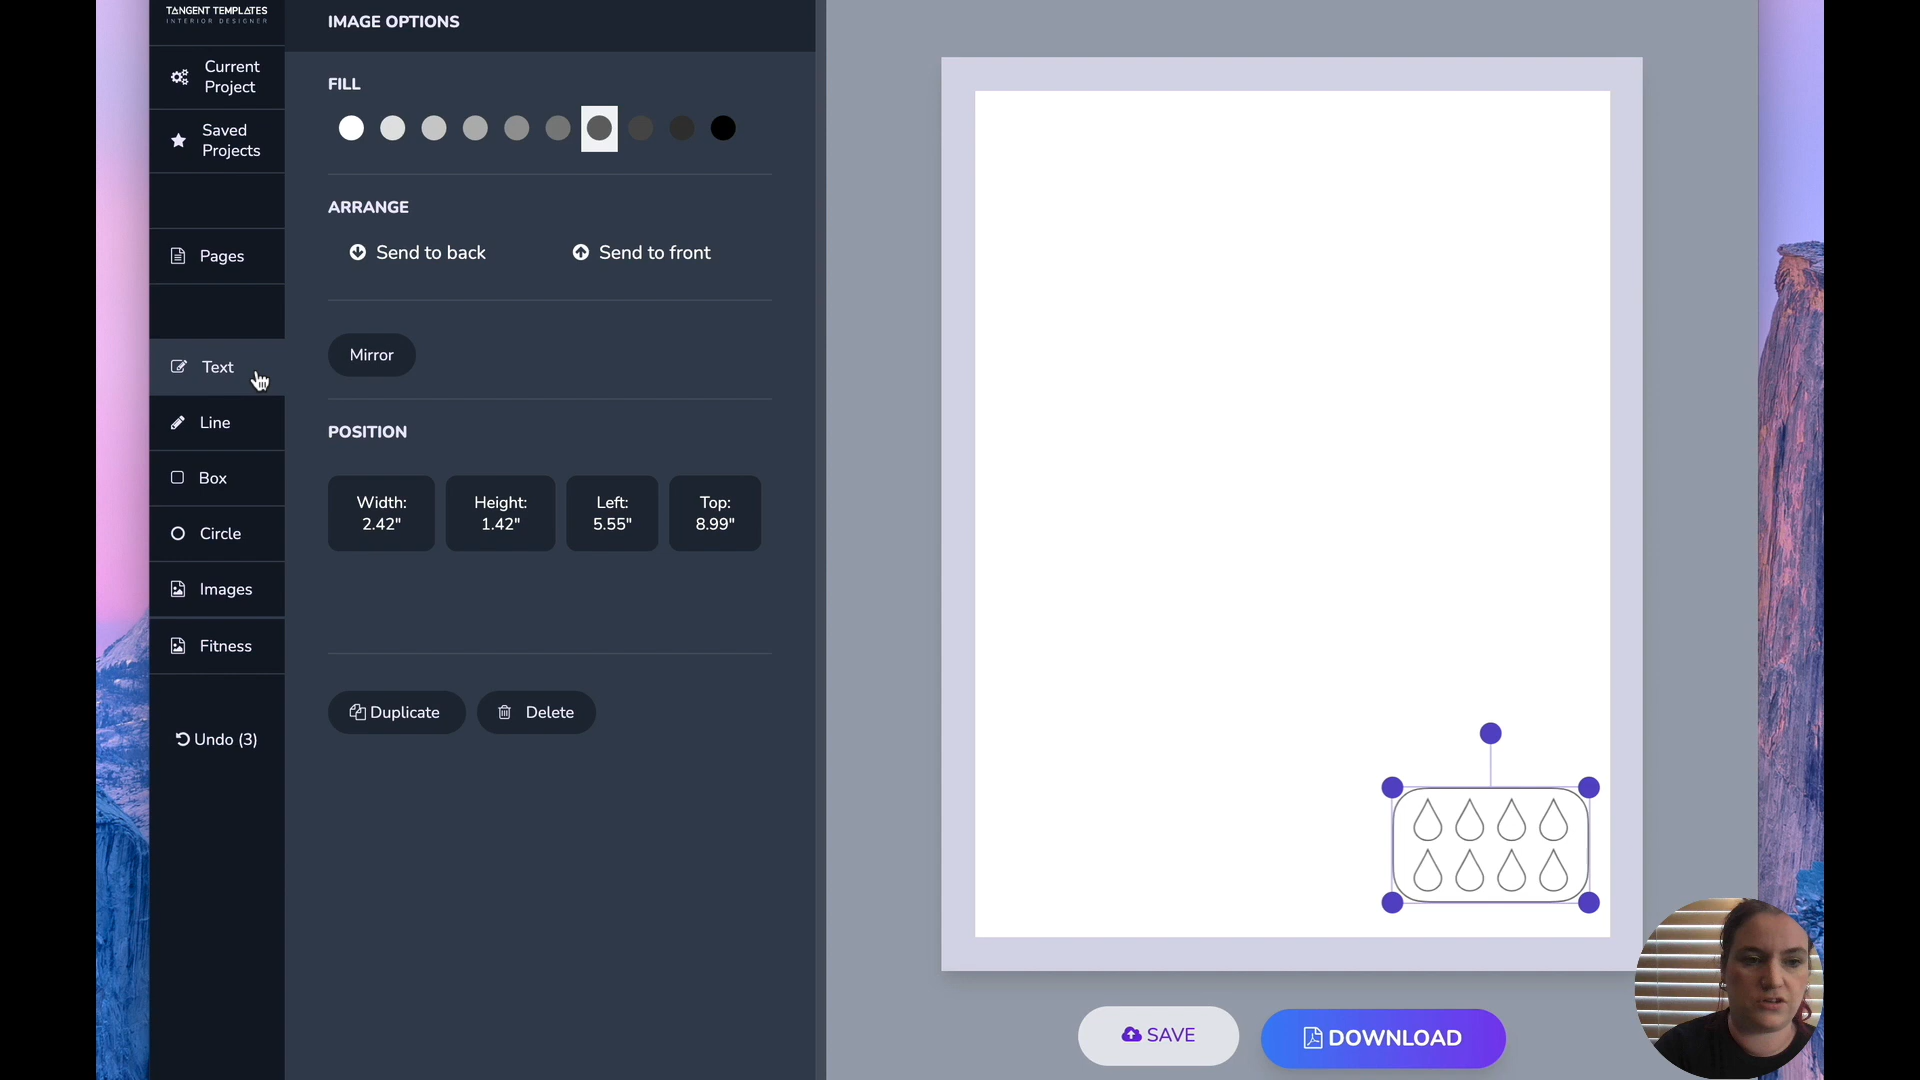 TANGENT TEMPLATES
INTERIOR DESIGNER
Current
Project
Saved
Projects
Pages
Text
Line
Box
Circle
Images
Fitness
Undo (3)
IMAGE OPTIONS
FILL
ARRANGE
Send to back
Send to front
Mirror
POSITION
Width:
2.42"
Height:
1.42"
Left:
5.55"
Top:
8.99"
Duplicate
Delete
SAVE
DOWNLOAD